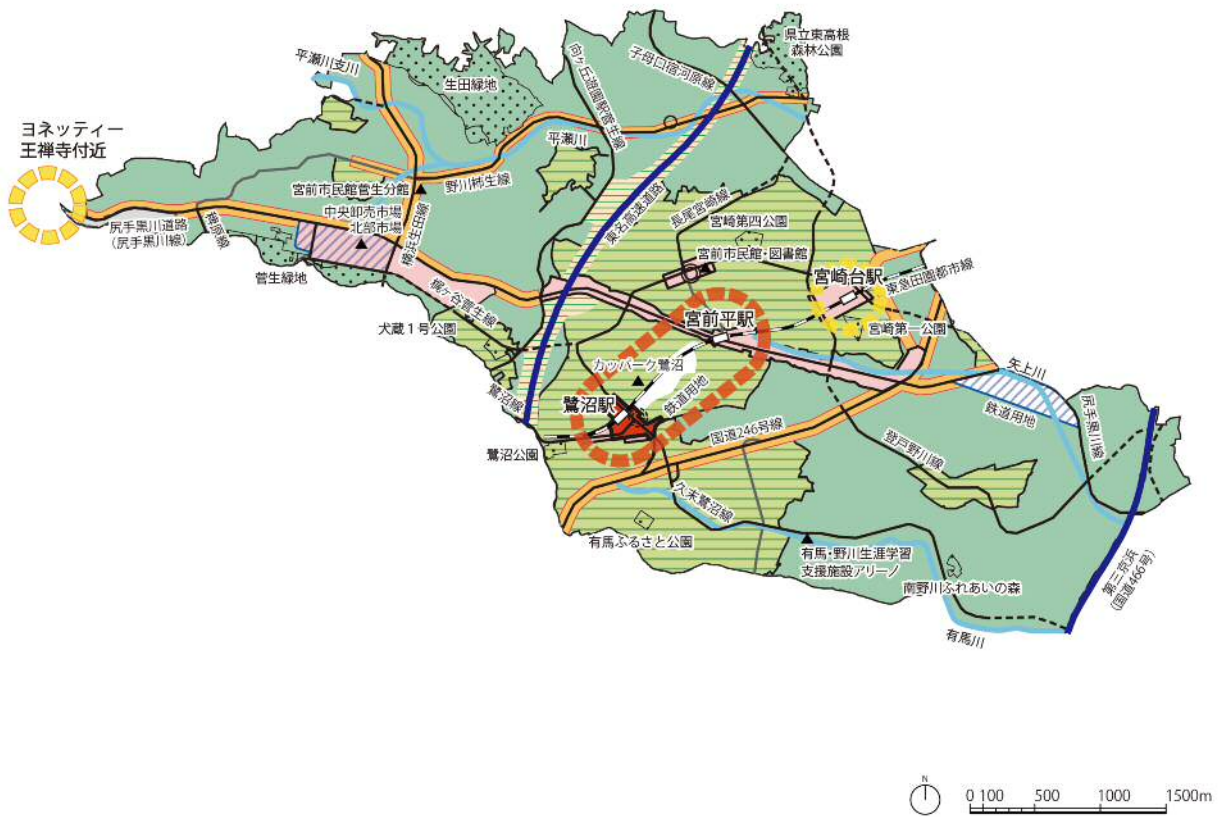 県立東高根
森林公園
平瀬川支川
生田緑地
向ヶ丘遊園駅菅生線
子母口宿河原線
ヨネッティー
王禅寺付近
平瀬川
宮前市民館菅生分館
野川柿生線
中央卸売市場
北部市場
尻手黒川道路
(尻手黒川線)
稗原線
横浜生田線
東名高速道路
長尾宮崎線
宮崎第四公園
宮前市民館・図書館
宮崎台駅
東急田園都市線
菅生緑地
梶ヶ谷菅生線
犬蔵1号公園
宮前平駅
宮崎第一公園
カッパーク鷺沼
矢上川
鷺沼線
鷺沼駅
鉄道用地
鉄道用地
尻手黒川線
国道246号線
鷺沼公園
登戸野川線
久末鷺沼線
有馬ふるさと公園
有馬・野川生涯学習
支援施設アリーノ
南野川ふれあいの森
第三京浜
(国道466号)
有馬川
N
0 100 500 1000 1500m